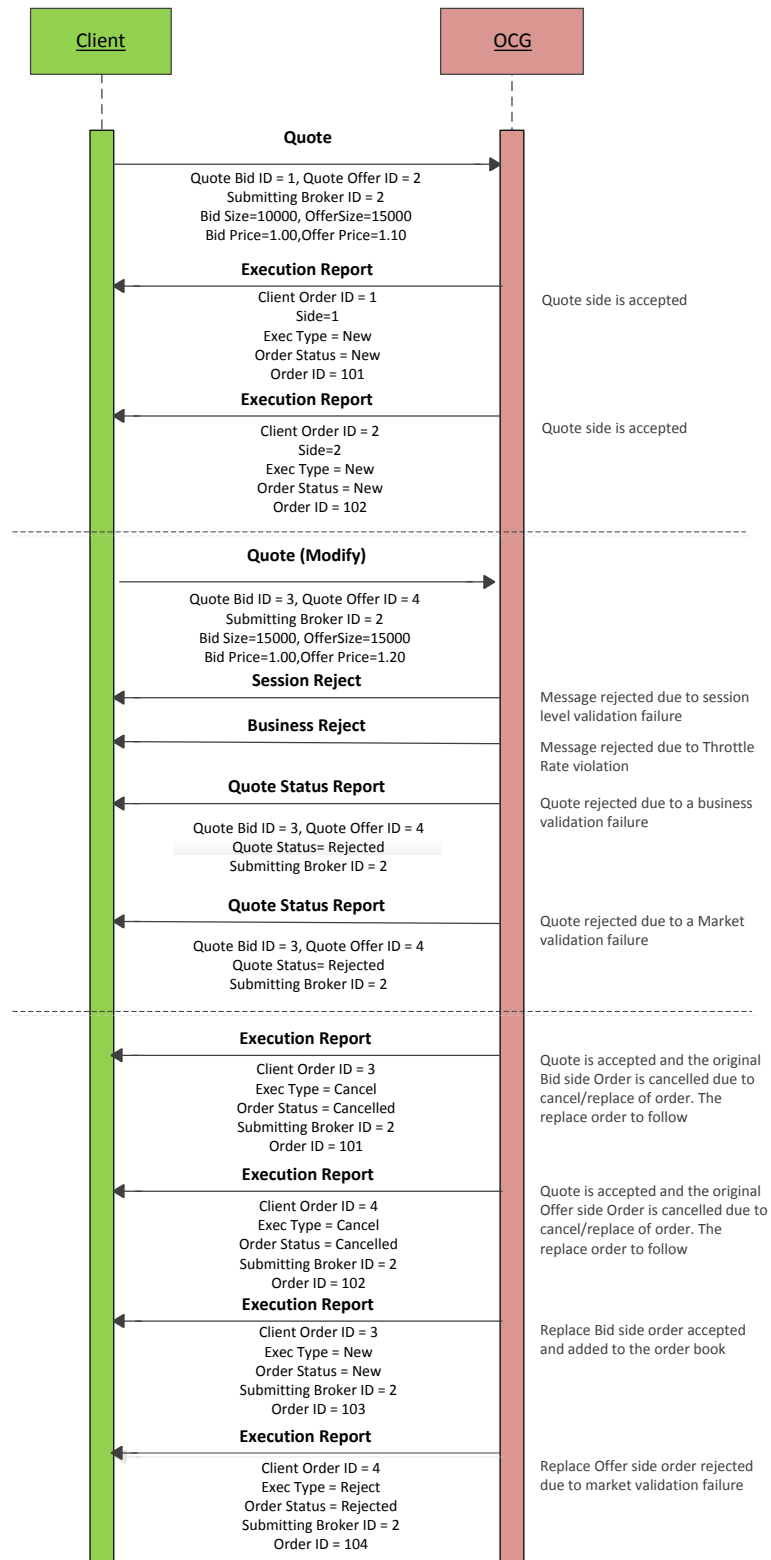 Client
OCG
Quote
Quote Bid ID = 1, Quote Offer ID = 2
Submitting Broker ID = 2
Bid Size=10000, OfferSize=15000
Bid Price=1.00,Offer Price=1.10
Execution Report
Client Order ID = 1
Side=1
Exec Type = New
Order Status = New
Order ID = 101
Quote side is accepted
Execution Report
Client Order ID = 2
Side=2
Exec Type = New
Order Status = New
Order ID = 102
Quote side is accepted
Quote (Modify)
Quote Bid ID = 3, Quote Offer ID = 4
Submitting Broker ID = 2
Bid Size=15000, OfferSize=15000
Bid Price=1.00,Offer Price=1.20
Session Reject
Message rejected due to session
level validation failure
Business Reject
Message rejected due to Throttle
Rate violation
Quote Status Report
Quote Bid ID = 3, Quote Offer ID = 4
Quote Status= Rejected
Submitting Broker ID = 2
Quote rejected due to a business
validation failure
Quote Status Report
Quote Bid ID = 3, Quote Offer ID = 4
Quote Status= Rejected
Submitting Broker ID = 2
Quote rejected due to a Market
validation failure
Execution Report
Client Order ID = 3
Exec Type = Cancel
Order Status = Cancelled
Submitting Broker ID = 2
Order ID = 101
Quote is accepted and the original
Bid side Order is cancelled due to
cancel/replace of order. The
replace order to follow
Execution Report
Client Order ID = 4
Exec Type = Cancel
Order Status = Cancelled
Submitting Broker ID = 2
Order ID = 102
Quote is accepted and the original
Offer side Order is cancelled due to
cancel/replace of order. The
replace order to follow
Execution Report
Client Order ID = 3
Exec Type = New
Order Status = New
Submitting Broker ID = 2
Order ID = 103
Replace Bid side order accepted
and added to the order book
Execution Report
Client Order ID = 4
Exec Type = Reject
Order Status = Rejected
Submitting Broker ID = 2
Order ID = 104
Replace Offer side order rejected
due to market validation failure